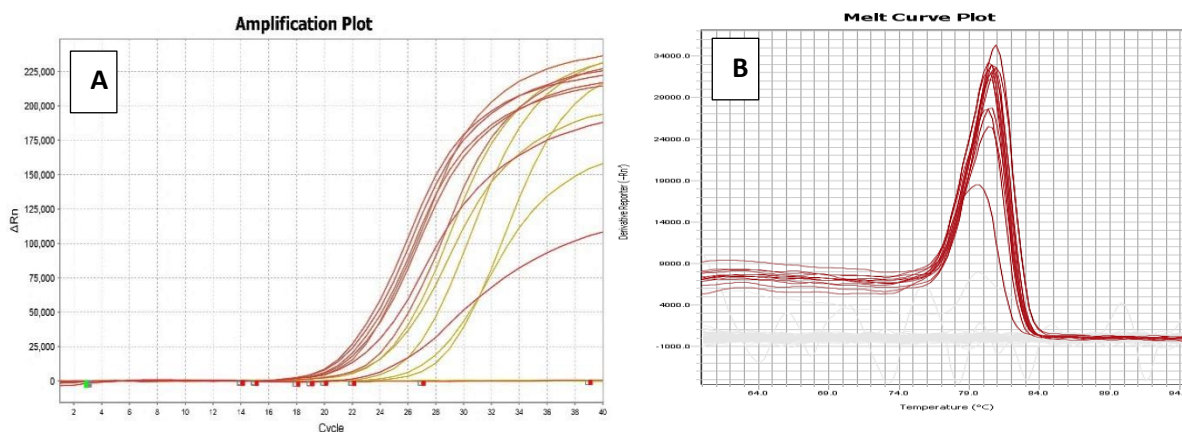 Amplification Plot
A
225,000
200,000
175,000
150,000
125,000
100,000
75,000
50,000
25,000
0
ΔRn
2 4 6 8 10 12 14 16 18 20 22 24 26 28 30 32 34 36 38 40
Cycle
Melt Curve Plot
B
34000.0
29000.0
24000.0
19000.0
14000.0
9000.0
4000.0
-1000.0
Derivative Reporter (-Rn')
64.0 69.0 74.0 79.0 84.0 89.0 94
Temperature (°C)